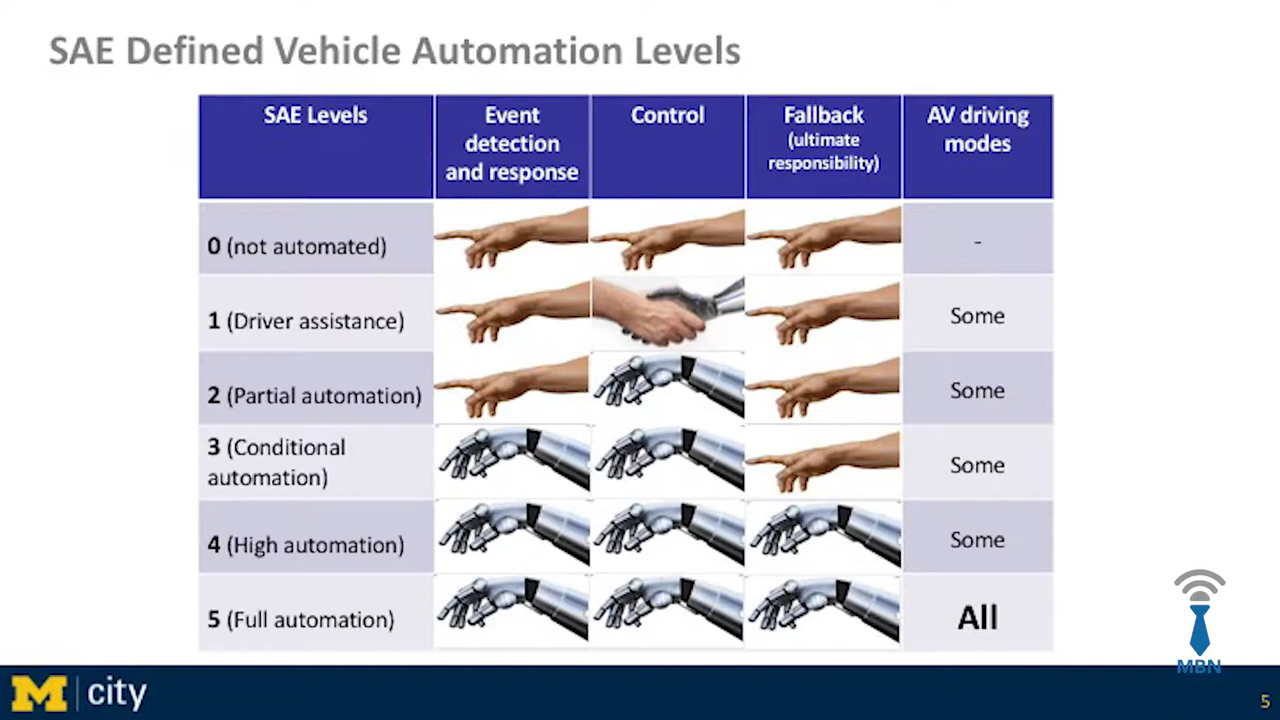 SAE Defined Vehicle Automation Levels
SAE Levels
Event
detection
and response
Control
Fallback
(ultimate
responsibility)
AV driving
modes
0 (not automated)
-
1 (Driver assistance)
Some
2 (Partial automation)
Some
3 (Conditional
automation)
Some
4 (High automation)
Some
5 (Full automation)
All
MBN
M city
5